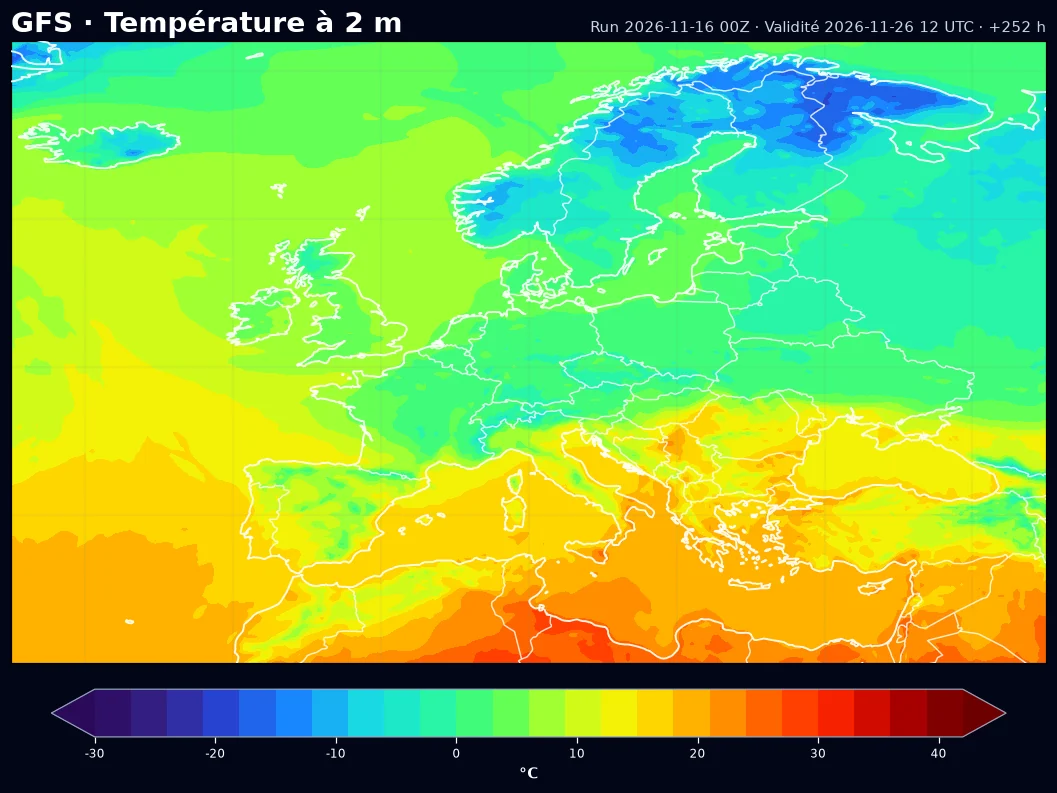 GFS · Température à 2 m
Run 2026-11-16 00Z · Validité 2026-11-26 12 UTC · +252 h
-30 -20 -10 0 10 20 30 40
°C